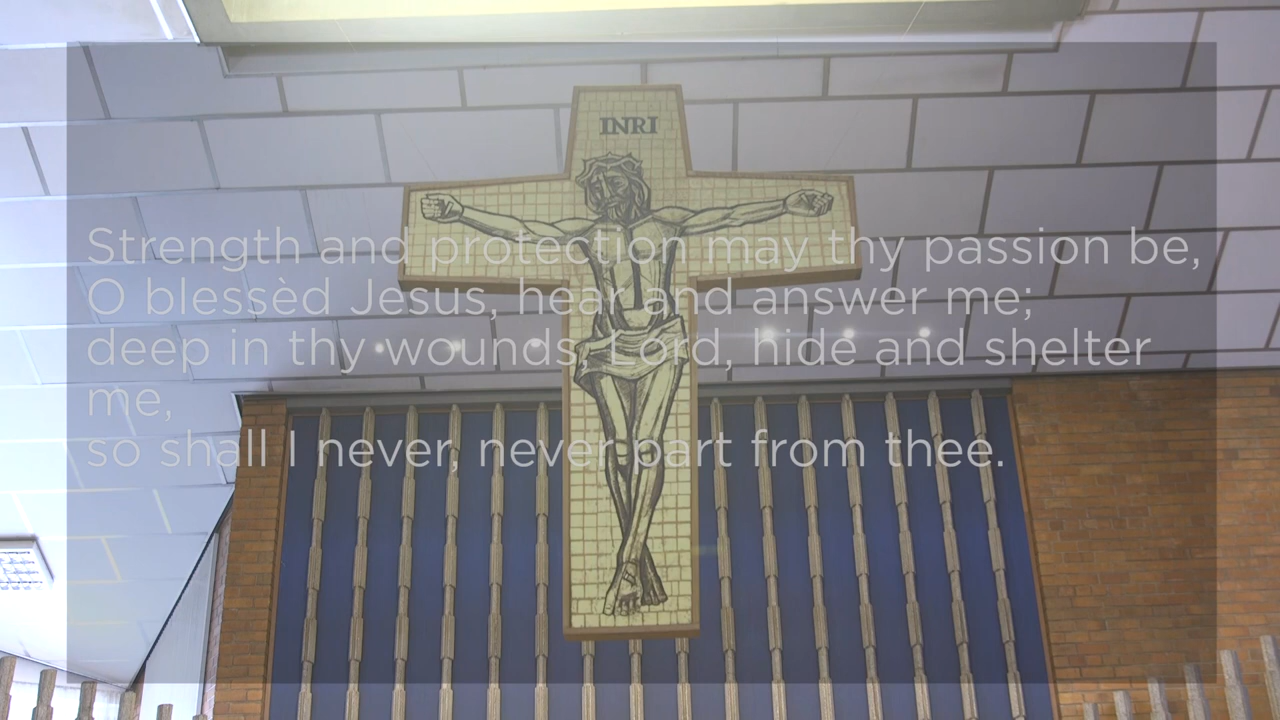 INRI
Strength and protection may thy passion be,
O blessèd Jesus, hear and answer me;
deep in thy wounds, Lord, hide and shelter
me,
so shall I never, never part from thee.